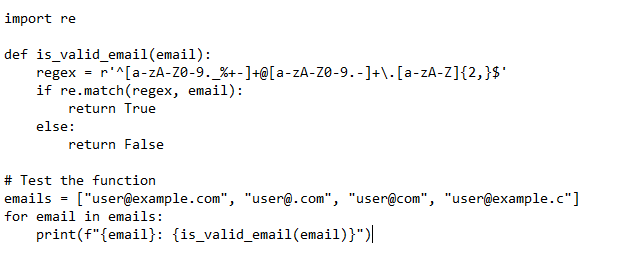 import re

def is_valid_email(email):
    regex = r'^[a-zA-Z0-9._%+-]+@[a-zA-Z0-9.-]+\.[a-zA-Z]{2,}$'
    if re.match(regex, email):
        return True
    else:
        return False

# Test the function
emails = ["user@example.com", "user@.com", "user@com", "user@example.c"]
for email in emails:
    print(f"{email}: {is_valid_email(email)}")